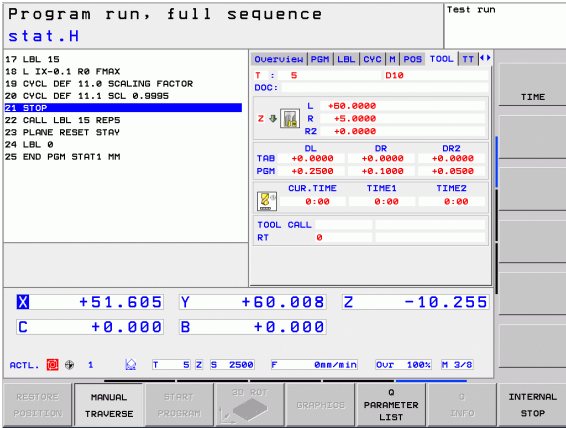 Program run, full sequence
Test run
stat.H
17 LBL 15
18 L IX-0.1 R0 FMAX
19 CYCL DEF 11.0 SCALING FACTOR
20 CYCL DEF 11.1 SCL 0.9995
21 STOP
22 CALL LBL 15 REP5
23 PLANE RESET STAY
24 LBL 0
25 END PGM STAT1 MM
Overview PGM LBL CYC M POS TOOL TT
T : 5 D10
DOC:
Z L +60.0000
R +5.0000
R2 +0.0000
DL DR DR2
TAB +0.0000 +0.0000 +0.0000
PGM +0.2500 +0.1000 +0.0500
CUR.TIME TIME1 TIME2
0:00 0:00 0:00
TOOL CALL
RT 0
TIME
X +51.605 Y +60.008 Z -10.255
C +0.000 B +0.000
ACTL. 1 T 5 Z S 2500 F 0mm/min Ovr 100% M 3/8
RESTORE POSITION
MANUAL TRAVERSE
START PROGRAM
3D ROT
GRAPHICS
Q PARAMETER LIST
Q INFO
INTERNAL STOP